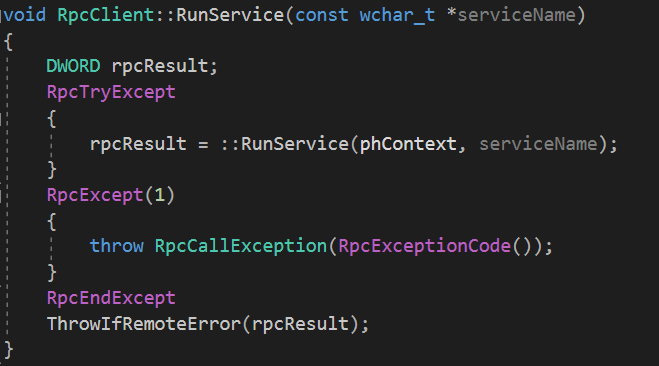 void RpcClient::RunService(const wchar_t *serviceName)
{
    DWORD rpcResult;
    RpcTryExcept
    {
        rpcResult = ::RunService(phContext, serviceName);
    }
    RpcExcept(1)
    {
        throw RpcCallException(RpcExceptionCode());
    }
    RpcEndExcept
    ThrowIfRemoteError(rpcResult);
}